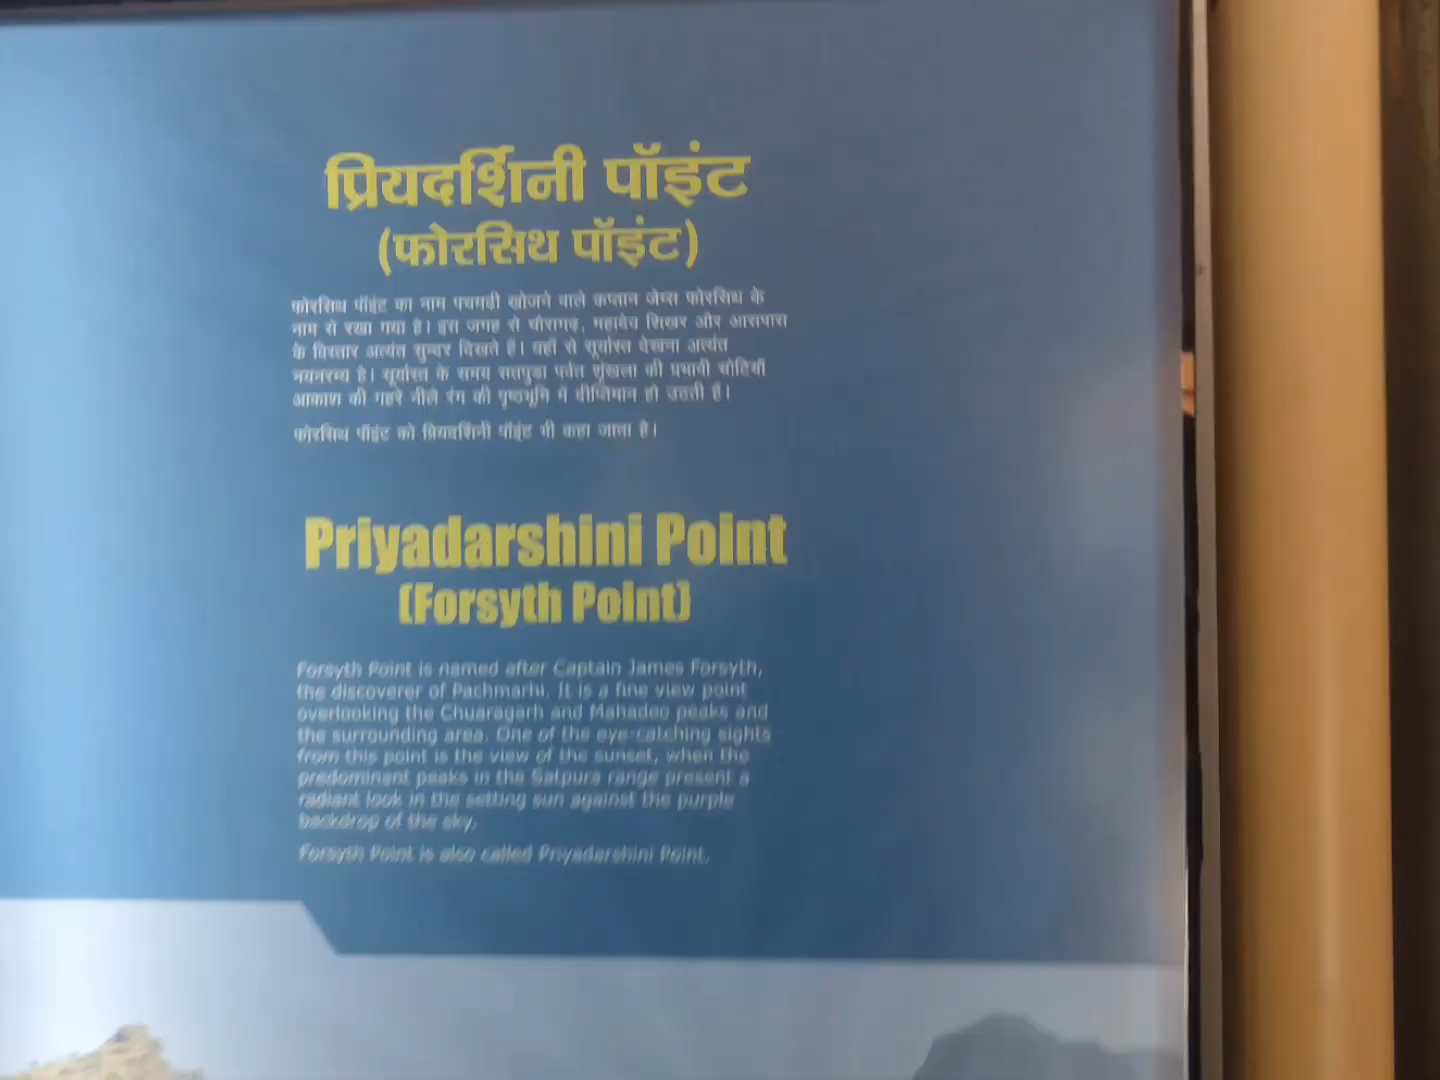 प्रियदर्शिनी पॉइंट
(फोरसिथ पॉइंट)
फोरसिथ पॉइंट का नाम पचमढी खोजने वाले कप्तान जेम्स फोरसिथ के
नाम से रखा गया है। इस जगह से चौरागढ़, महादेव शिखर और आसपास
के विस्तार अत्यंत सुन्दर दिखते हैं। यहाँ से सूर्यास्त देखना अत्यंत
नयनरम्य है। सूर्यास्त के समय सतपुड़ा पर्वत शृंखला की प्रभावी चोटियाँ
आकाश की गहरे नीले रंग की पृष्ठभूमि में दीप्तिमान हो उठती हैं।
फोरसिथ पॉइंट को प्रियदर्शिनी पॉइंट भी कहा जाता है।
Priyadarshini Point
(Forsyth Point)
Forsyth Point is named after Captain James Forsyth,
the discoverer of Pachmarhi. It is a fine view point
overlooking the Chuaragarh and Mahadeo peaks and
the surrounding area. One of the eye-catching sights
from this point is the view of the sunset, when the
predominant peaks in the Satpura range present a
radiant look in the setting sun against the purple
backdrop of the sky.
Forsyth Point is also called Priyadarshini Point.